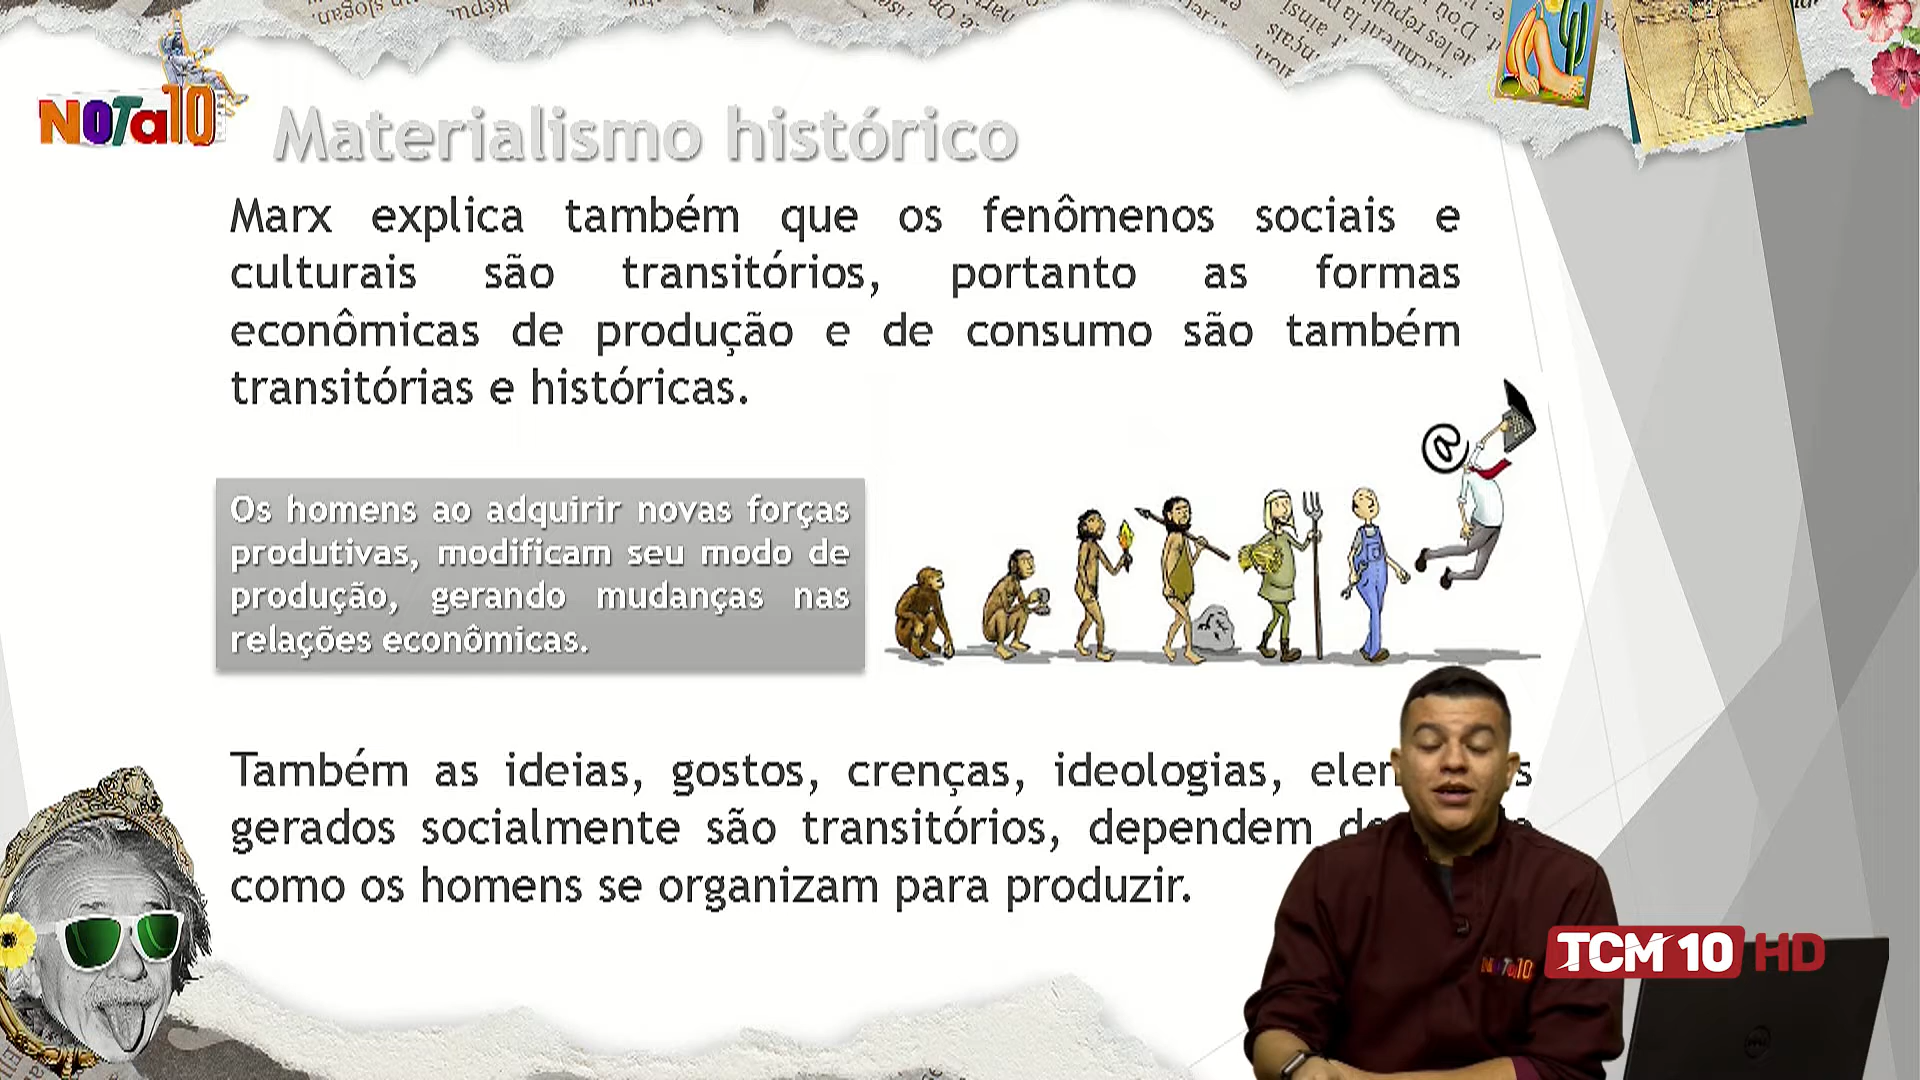 NOTa10
Materialismo histórico
Marx explica também que os fenômenos sociais e
culturais são transitórios, portanto as formas
econômicas de produção e de consumo são também
transitórias e históricas.
@
Os homens ao adquirir novas forças
produtivas, modificam seu modo de
produção, gerando mudanças nas
relações econômicas.
Também as ideias, gostos, crenças, ideologias,
gerados socialmente são transitórios, dependem
como os homens se organizam para produzir.
NOTa10
TCM 10 HD